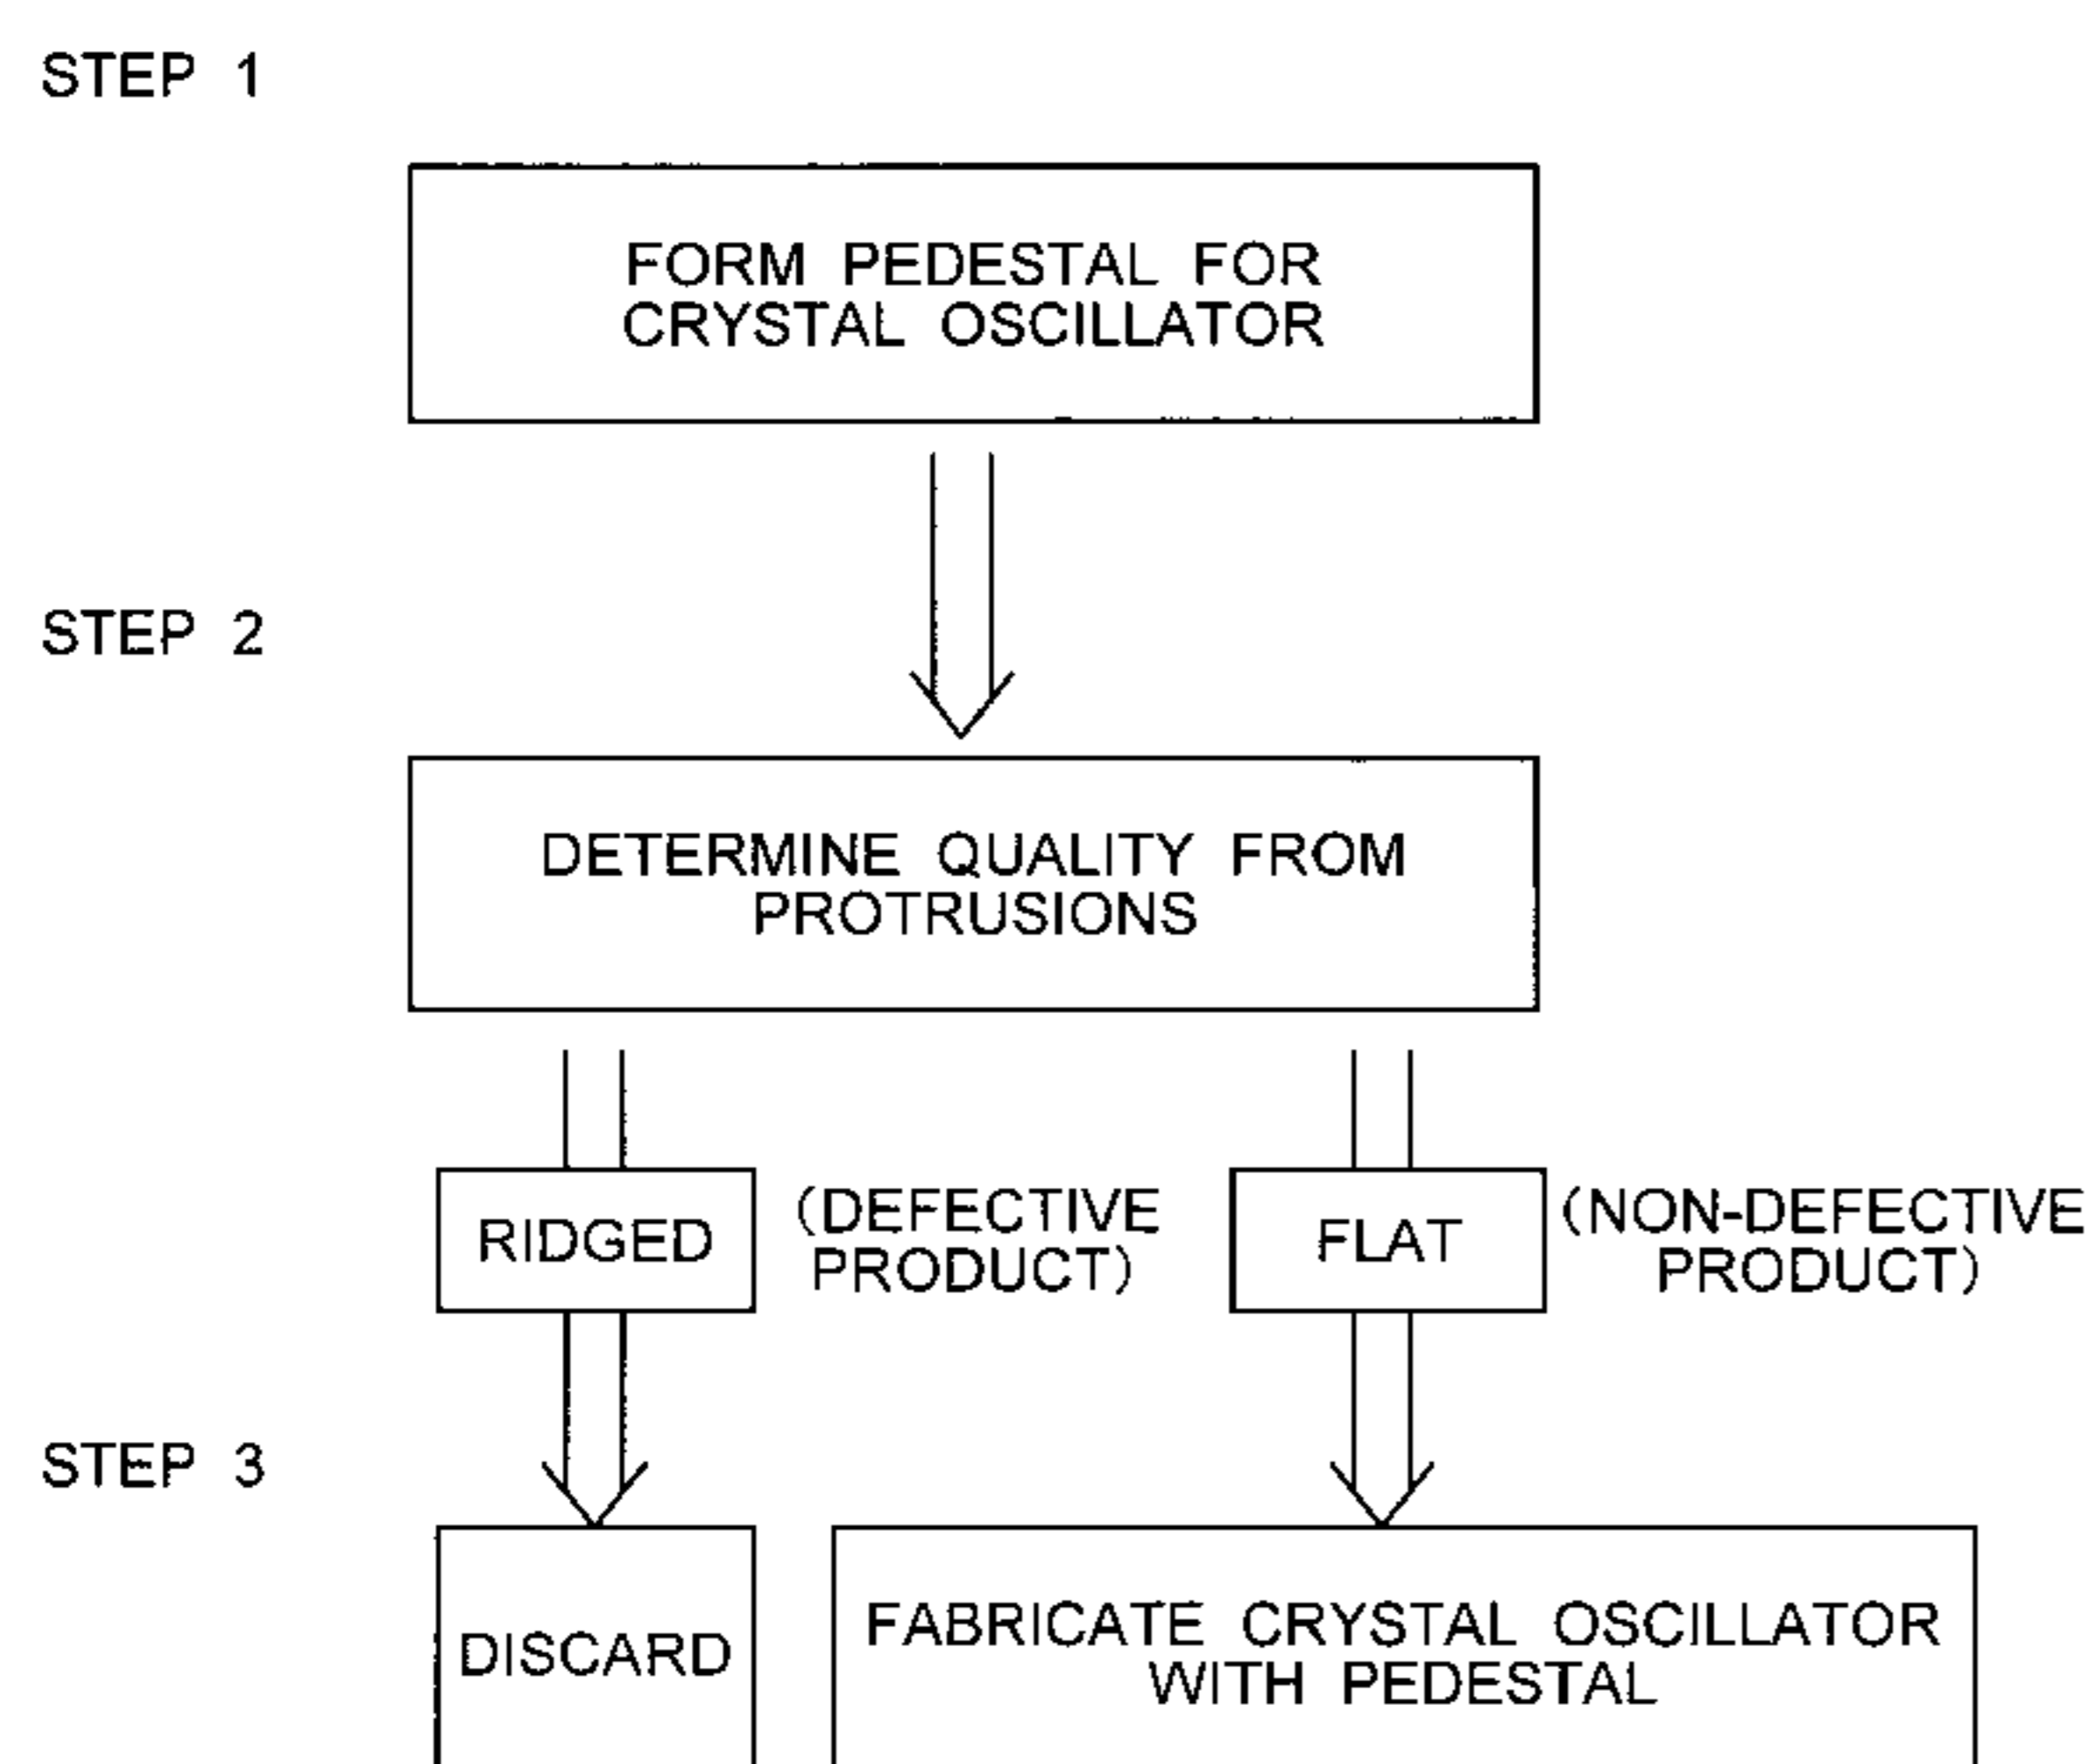 STEP 1
FORM PEDESTAL FOR
CRYSTAL OSCILLATOR
STEP 2
DETERMINE QUALITY FROM
PROTRUSIONS
RIDGED
(DEFECTIVE
PRODUCT)
FLAT
(NON-DEFECTIVE
PRODUCT)
STEP 3
DISCARD
FABRICATE CRYSTAL OSCILLATOR
WITH PEDESTAL